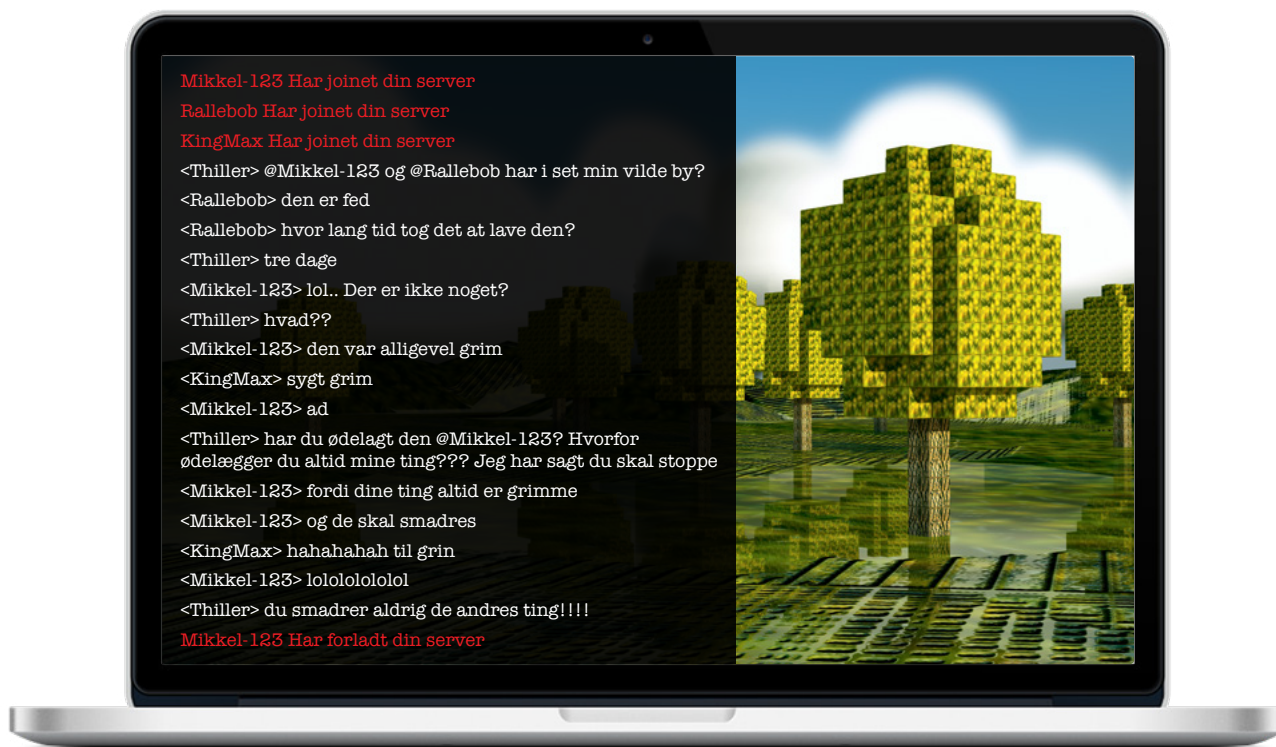 Mikkel-123 Har joinet din server
Rallebob Har joinet din server
KingMax Har joinet din server
<Thiller> @Mikkel-123 og @Rallebob har i set min vilde by?
<Rallebob> den er fed
<Rallebob> hvor lang tid tog det at lave den?
<Thiller> tre dage
<Mikkel-123> lol.. Der er ikke noget?
<Thiller> hvad??
<Mikkel-123> den var alligevel grim
<KingMax> sygt grim
<Mikkel-123> ad
<Thiller> har du ødelagt den @Mikkel-123? Hvorfor
ødelægger du altid mine ting??? Jeg har sagt du skal stoppe
<Mikkel-123> fordi dine ting altid er grimme
<Mikkel-123> og de skal smadres
<KingMax> hahahahah til grin
<Mikkel-123> lolololololol
<Thiller> du smadrer aldrig de andres ting!!!!
Mikkel-123 Har forladt din server